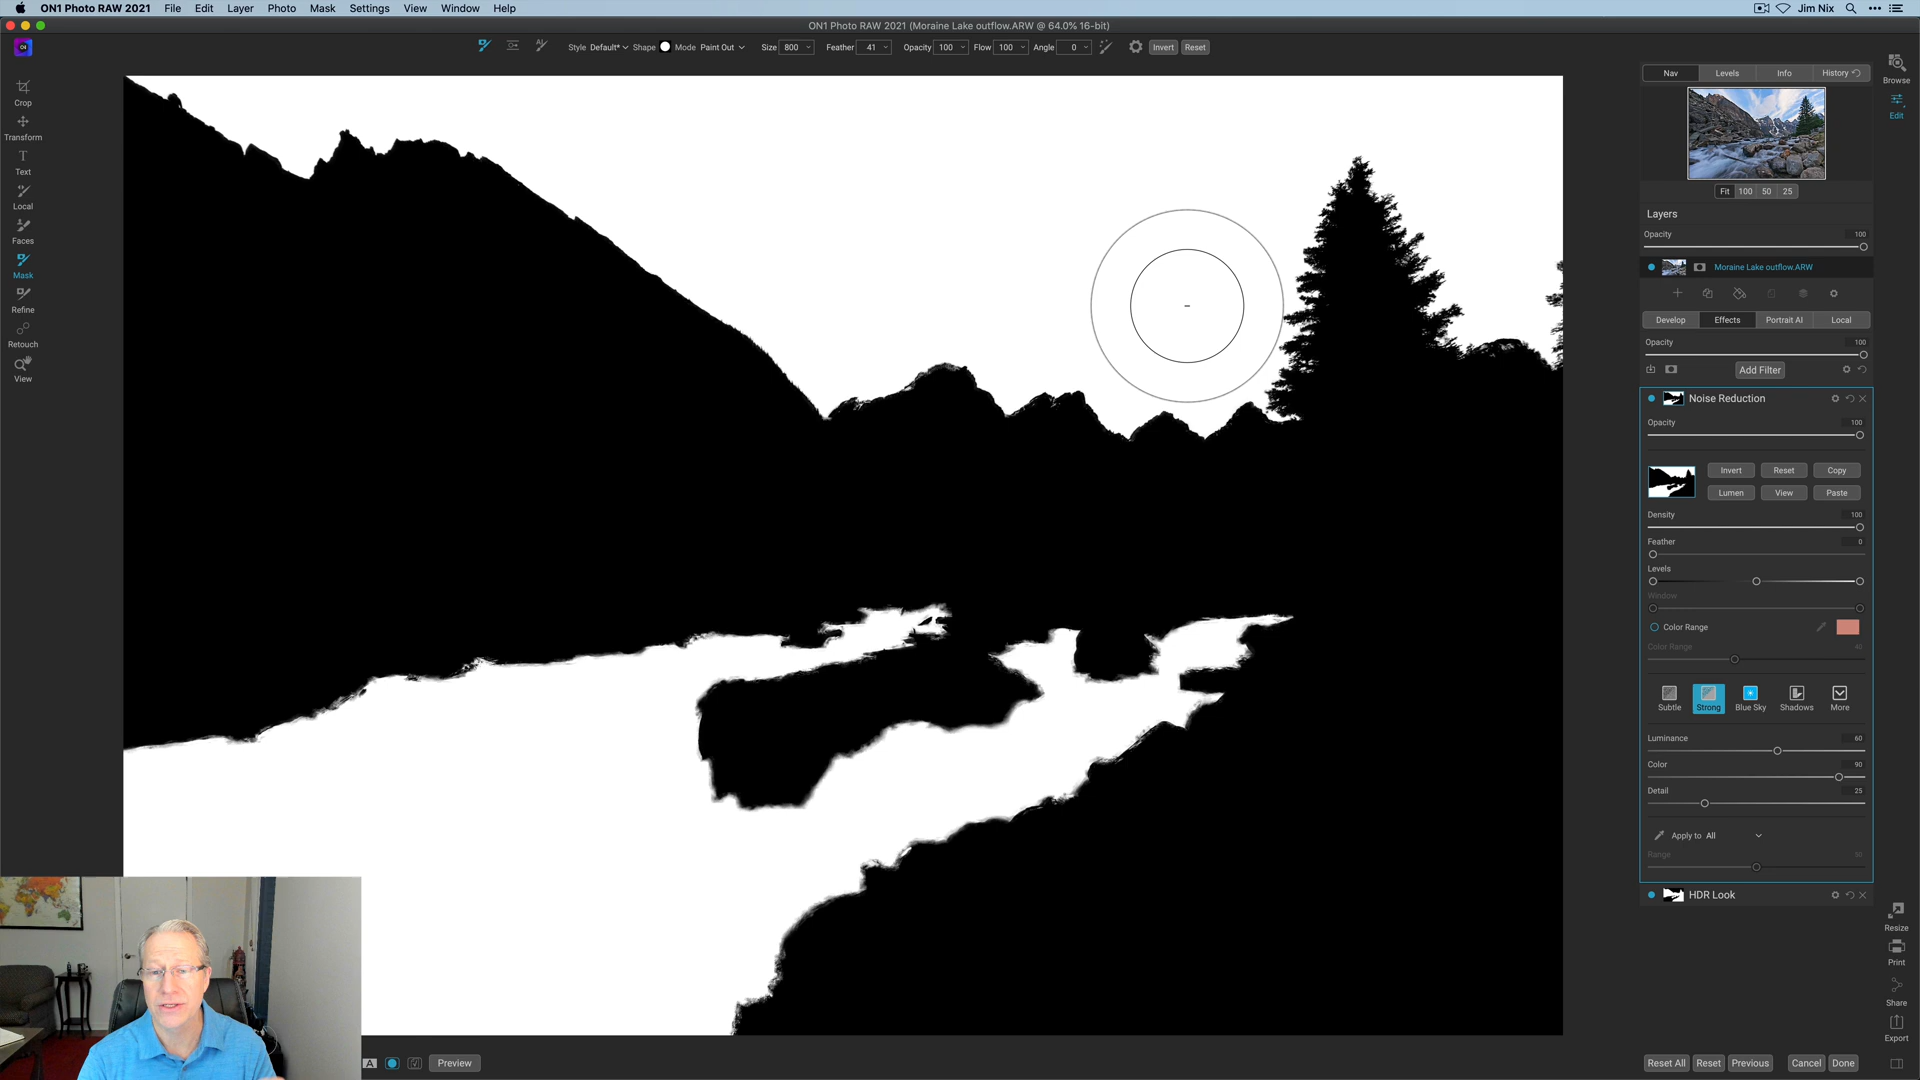 ON1 Photo RAW 2021 File Edit Layer Photo Mask Settings View Window Help Jim Nix
ON1 Photo RAW 2021 (Moraine Lake outflow.ARW @ 64.0% 16-bit)
Style Default* Shape Mode Paint Out Size 800 Feather 41 Opacity 100 Flow 100 Angle 0 Invert Reset
Crop
Transform
Text
Local
Faces
Mask
Refine
Retouch
View
Nav Levels Info History
Fit 100 50 25
Layers
Opacity 100
Moraine Lake outflow.ARW
Develop Effects Portrait AI Local
Opacity 100
Add Filter
Noise Reduction
Opacity 100
Invert Reset Copy
Lumen View Paste
Density 100
Feather 0
Levels
Window
Color Range
Color Range 40
Subtle Strong Blue Sky Shadows More
Luminance 60
Color 90
Detail 25
Apply to All
Range 50
HDR Look
Browse
Edit
Resize
Print
Share
Export
A Preview
Reset All Reset Previous Cancel Done